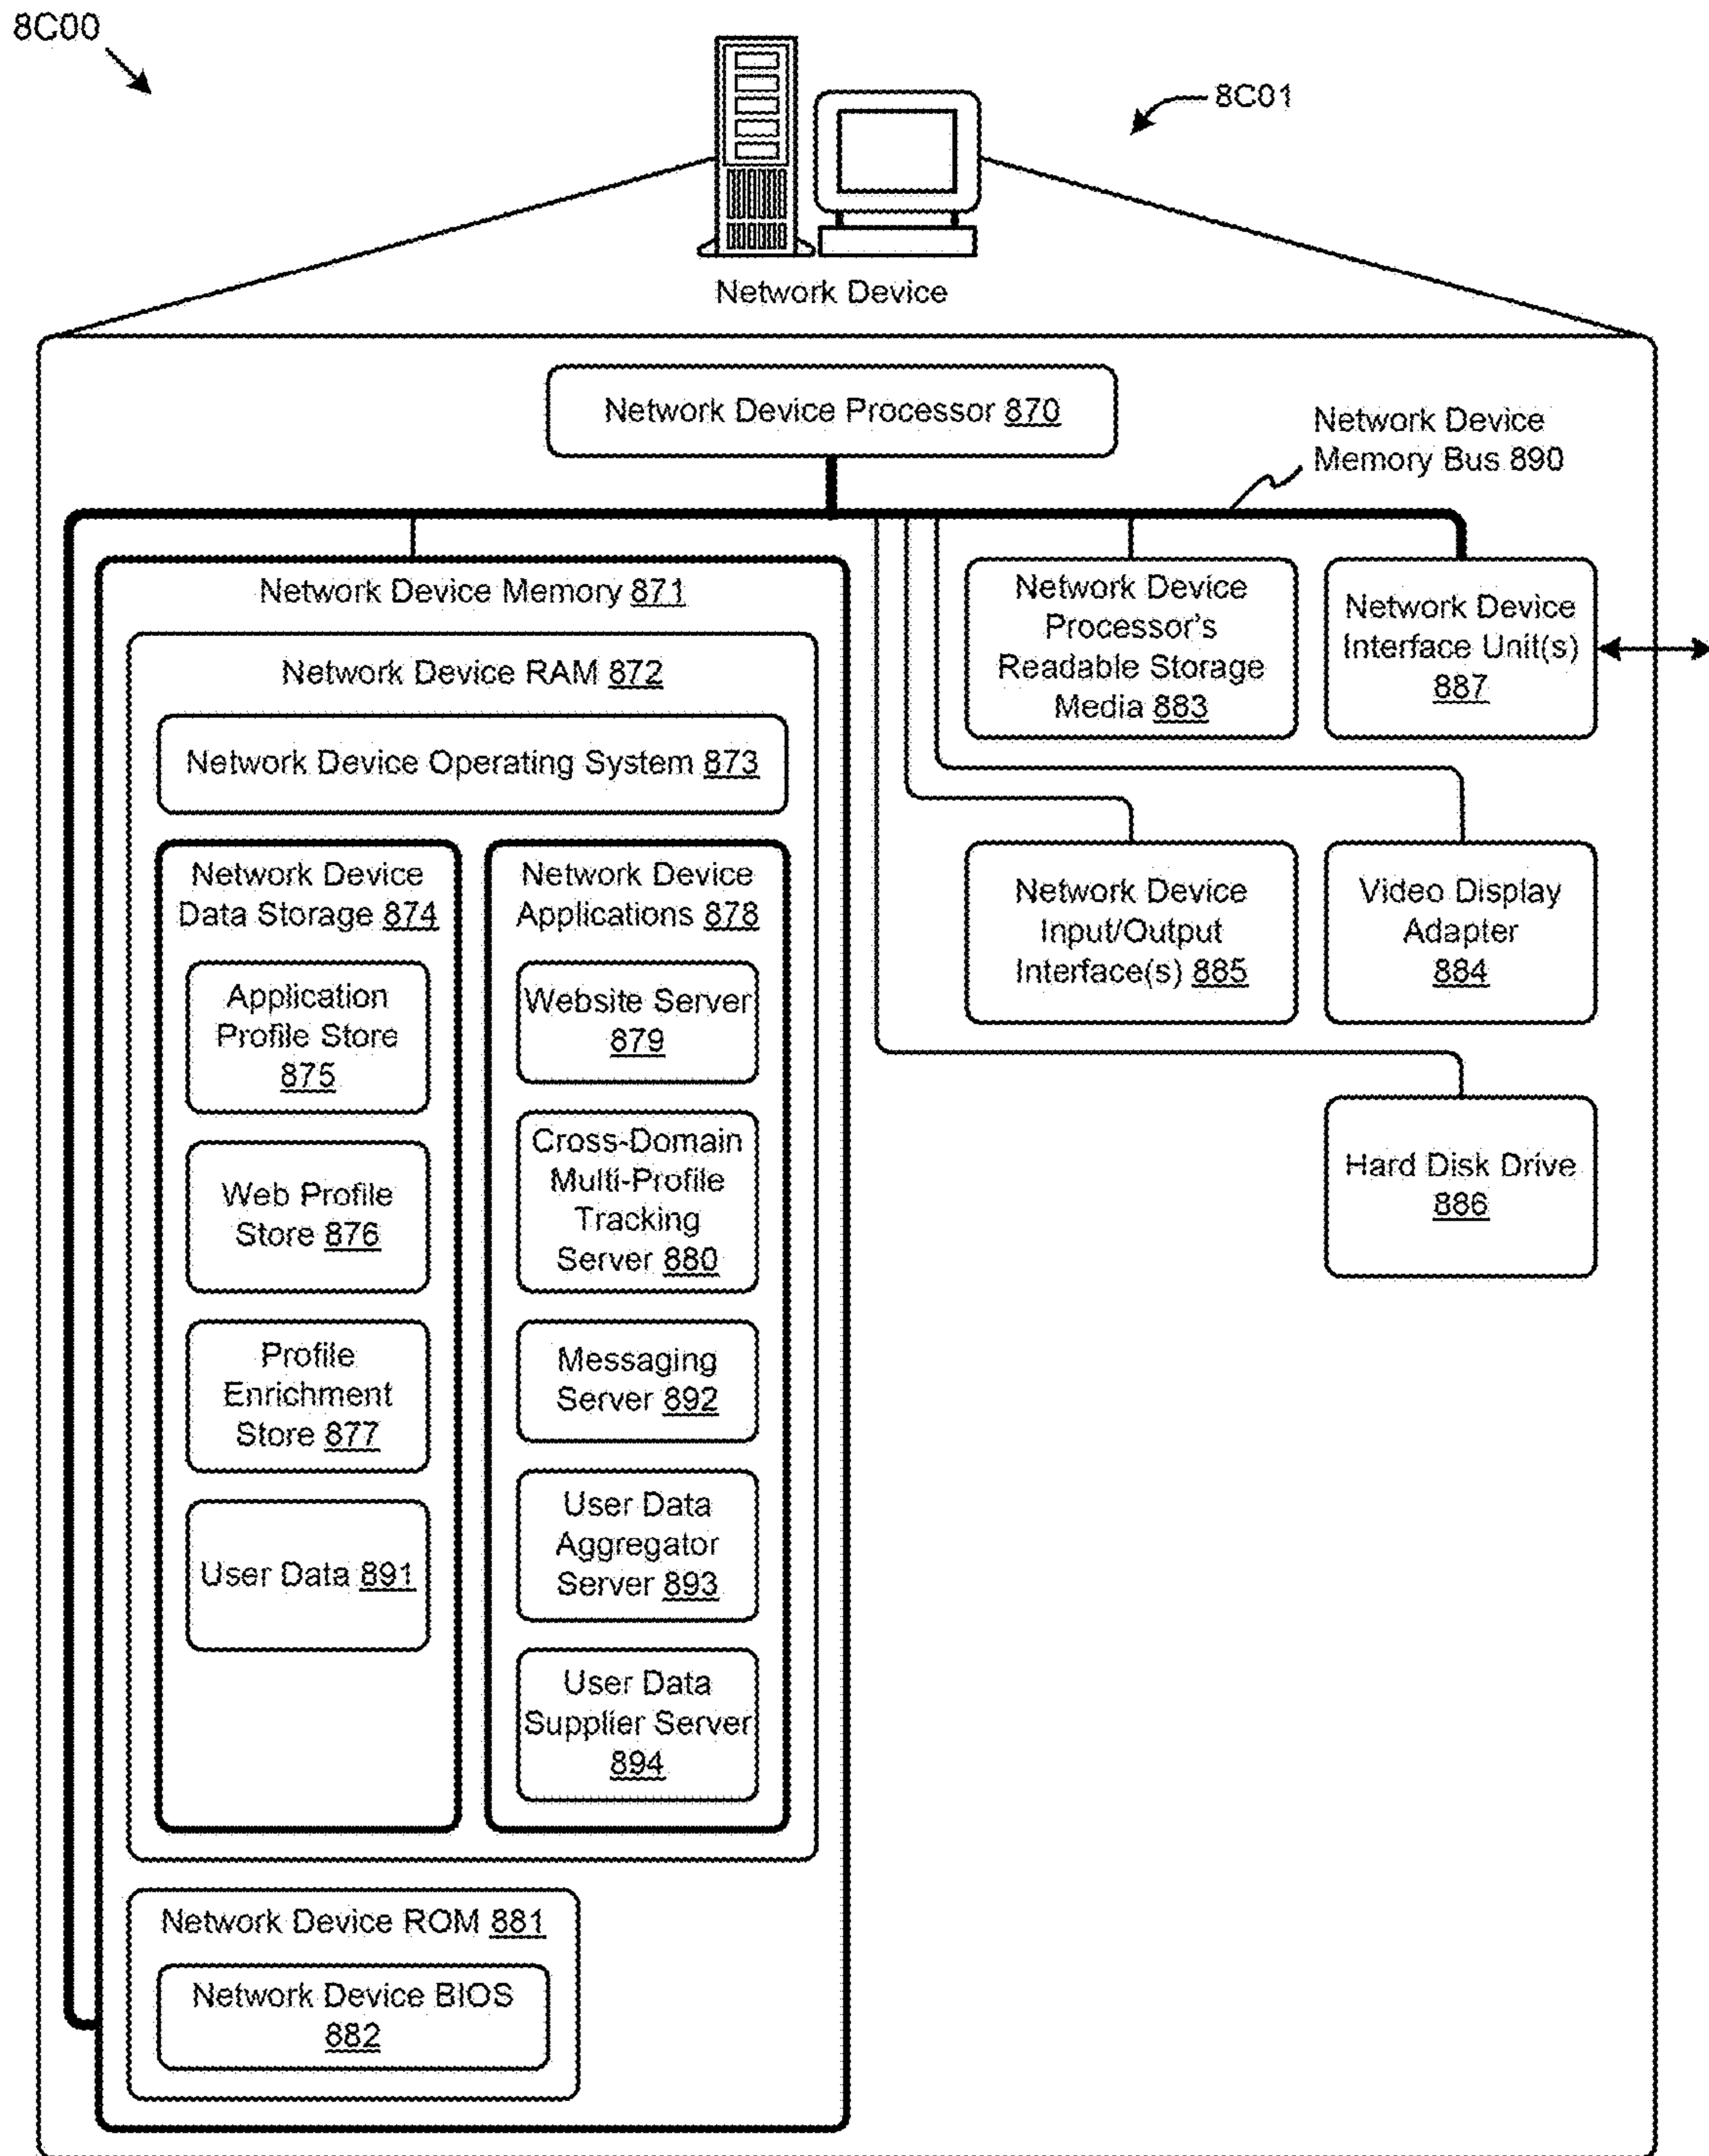 8C00
8C01
Network Device
Network Device Processor 870
Network Device
Memory Bus 890
Network Device Memory 871
Network Device RAM 872
Network Device Operating System 873
Network Device
Data Storage 874
Application
Profile Store
875
Web Profile
Store 876
Profile
Enrichment
Store 877
User Data 891
Network Device
Applications 878
Website Server
879
Cross-Domain
Multi-Profile
Tracking
Server 880
Messaging
Server 892
User Data
Aggregator
Server 893
User Data
Supplier Server
894
Network Device ROM 881
Network Device BIOS
882
Network Device
Processor's
Readable Storage
Media 883
Network Device
Interface Unit(s)
887
Network Device
Input/Output
Interface(s) 885
Video Display
Adapter
884
Hard Disk Drive
886